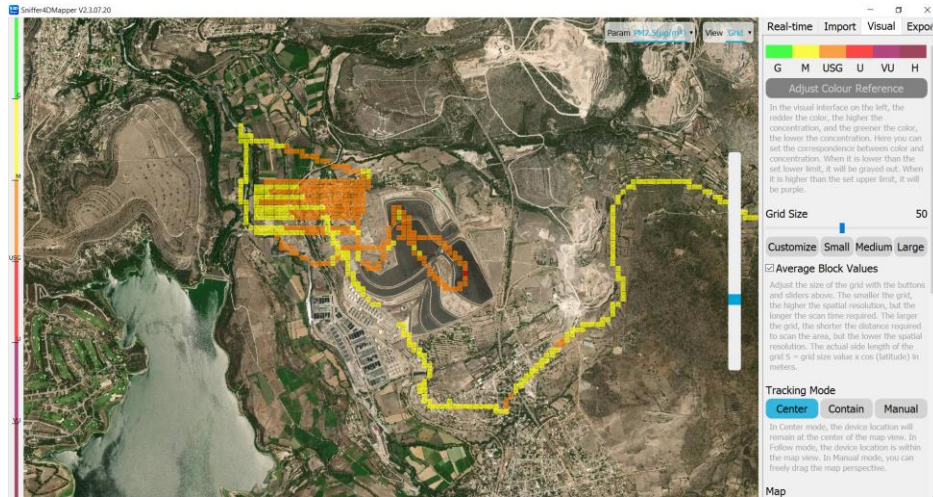 Sniffer4DMapper V2.3.07.20
Param PM2.5(ug/m³)
View Grid
Real-time Import Visual Expor
G M USG U VU H
Adjust Colour Reference
In the visual interface on the left, the
redder the color, the higher the
concentration, and the greener the color,
the lower the concentration. Here you can
set the correspondence between color and
concentration. When it is lower than the
set lower limit, it will be grayed out. When
it is higher than the set upper limit, it will
be purple.
Grid Size 50
Customize Small Medium Large
Average Block Values
Adjust the size of the grid with the buttons
and sliders above. The smaller the grid,
the higher the spatial resolution, but the
longer the scan time required. The larger
the grid, the shorter the distance required
to scan the area, but the lower the spatial
resolution. The actual side length of the
grid S = grid size value x cos (latitude) in
meters.
Tracking Mode
Center Contain Manual
In Center mode, the device location will
remain at the center of the map view. In
Follow mode, the device location is within
the map view. In Manual mode, you can
freely drag the map perspective.
Map
G
M
USG
U
VU